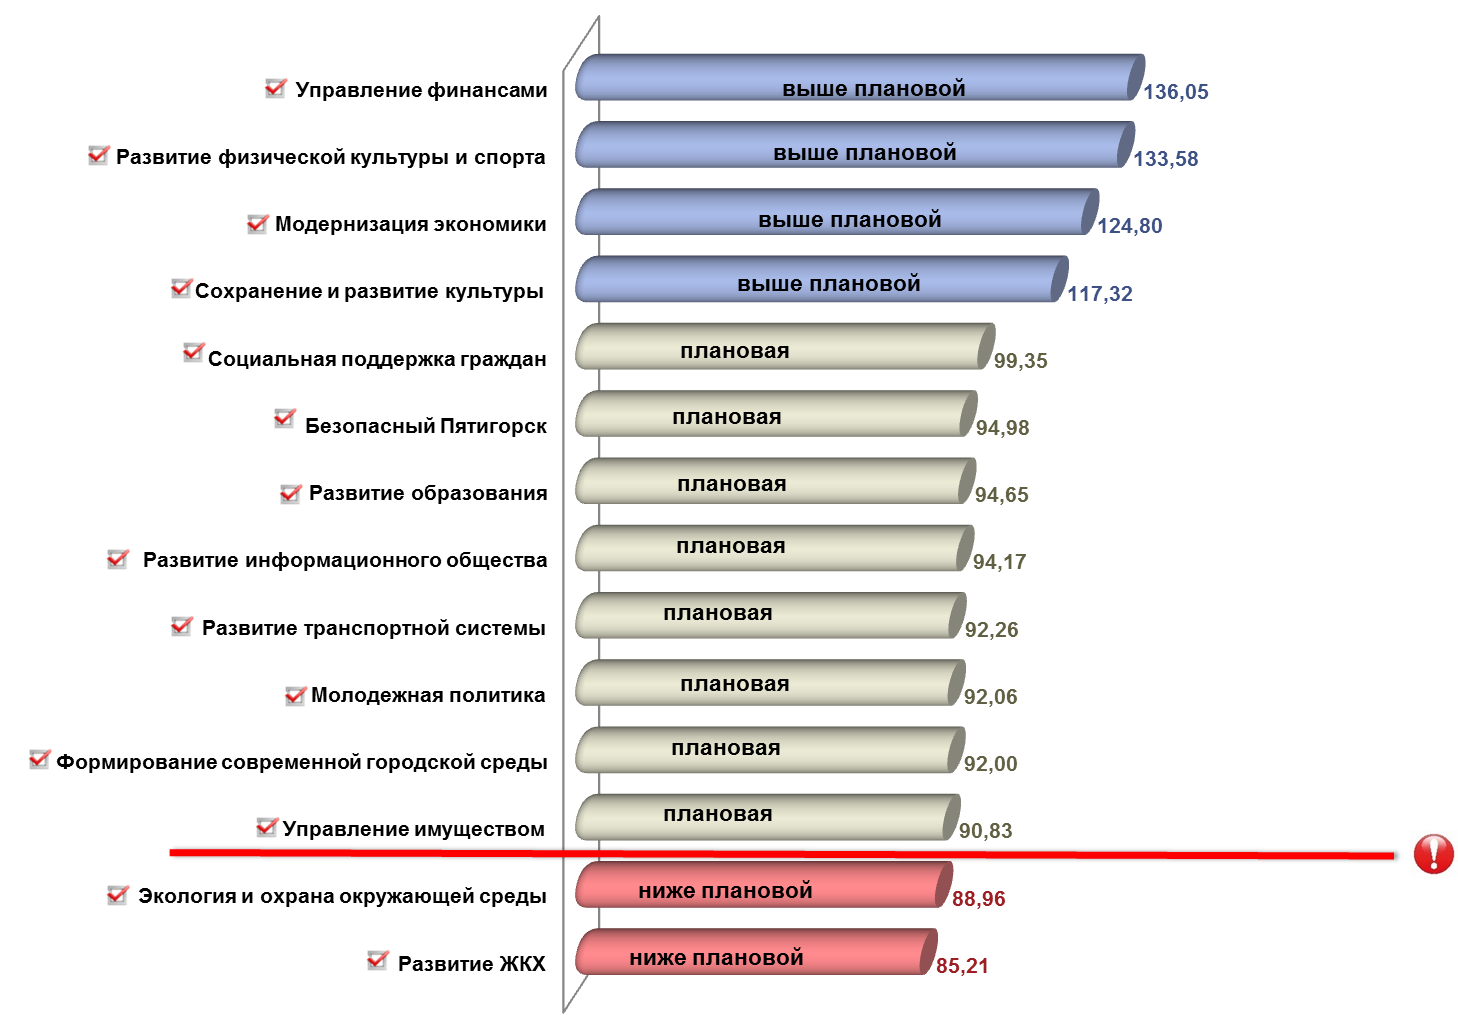 Управление финансами выше плановой 136,05
Развитие физической культуры и спорта выше плановой 133,58
Модернизация экономики выше плановой 124,80
Сохранение и развитие культуры выше плановой 117,32
Социальная поддержка граждан плановая 99,35
Безопасный Пятигорск плановая 94,98
Развитие образования плановая 94,65
Развитие информационного общества плановая 94,17
Развитие транспортной системы плановая 92,26
Молодежная политика плановая 92,06
Формирование современной городской среды плановая 92,00
Управление имуществом плановая 90,83
Экология и охрана окружающей среды ниже плановой 88,96
Развитие ЖКХ ниже плановой 85,21